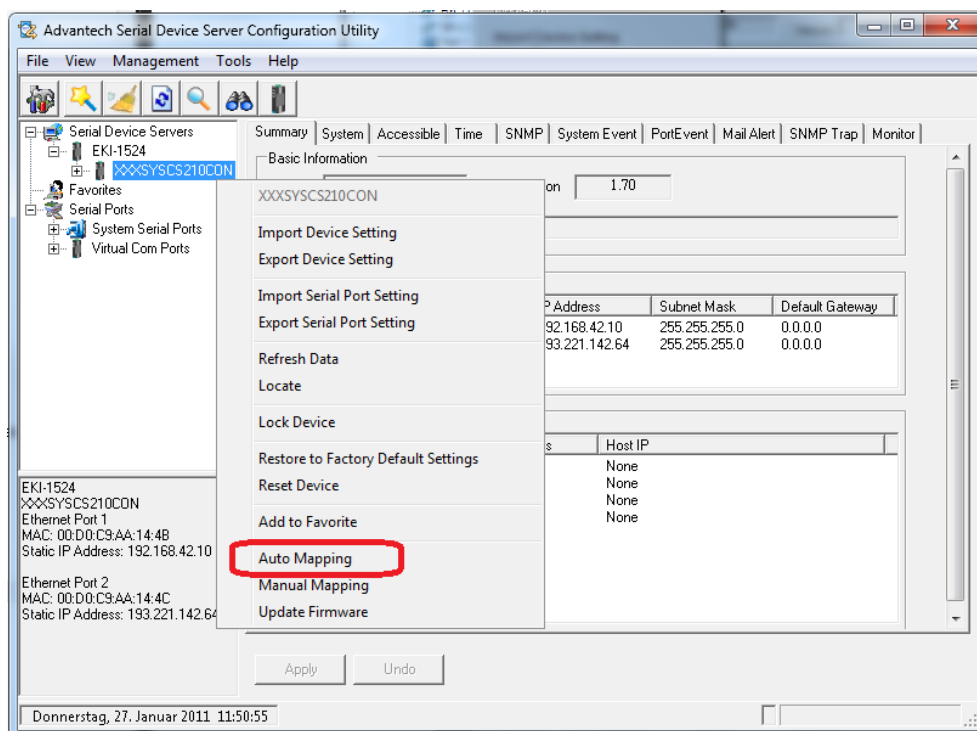 Advantech Serial Device Server Configuration Utility
File View Management Tools Help
Serial Device Servers
EKI-1524
XXXSYSCS210CON
Favorites
Serial Ports
System Serial Ports
Virtual Com Ports
Summary System Accessible Time SNMP System Event PortEvent Mail Alert SNMP Trap Monitor
Basic Information
on 1.70
P Address Subnet Mask Default Gateway
92.168.42.10 255.255.255.0 0.0.0.0
93.221.142.64 255.255.255.0 0.0.0.0
s Host IP
None
None
None
None
XXXSYSCS210CON
Import Device Setting
Export Device Setting
Import Serial Port Setting
Export Serial Port Setting
Refresh Data
Locate
Lock Device
Restore to Factory Default Settings
Reset Device
Add to Favorite
Auto Mapping
Manual Mapping
Update Firmware
EKI-1524
XXXSYSCS210CON
Ethernet Port 1
MAC: 00:D0:C9:AA:14:4B
Static IP Address: 192.168.42.10
Ethernet Port 2
MAC: 00:D0:C9:AA:14:4C
Static IP Address: 193.221.142.64
Apply Undo
Donnerstag, 27. Januar 2011 11:50:55